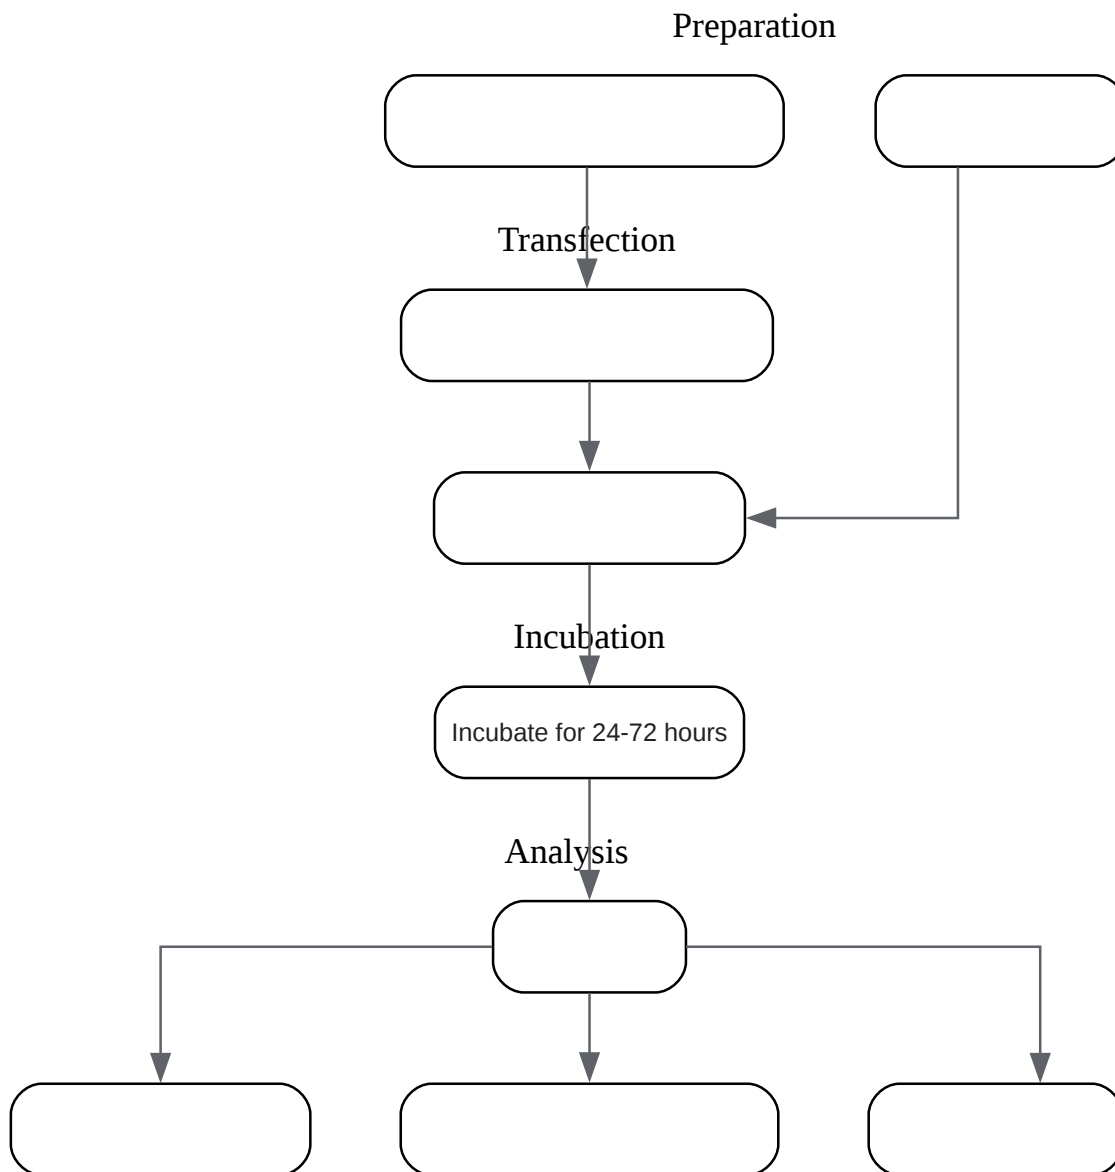 Preparation
Transfection
Incubation
Incubate for 24-72 hours
Analysis